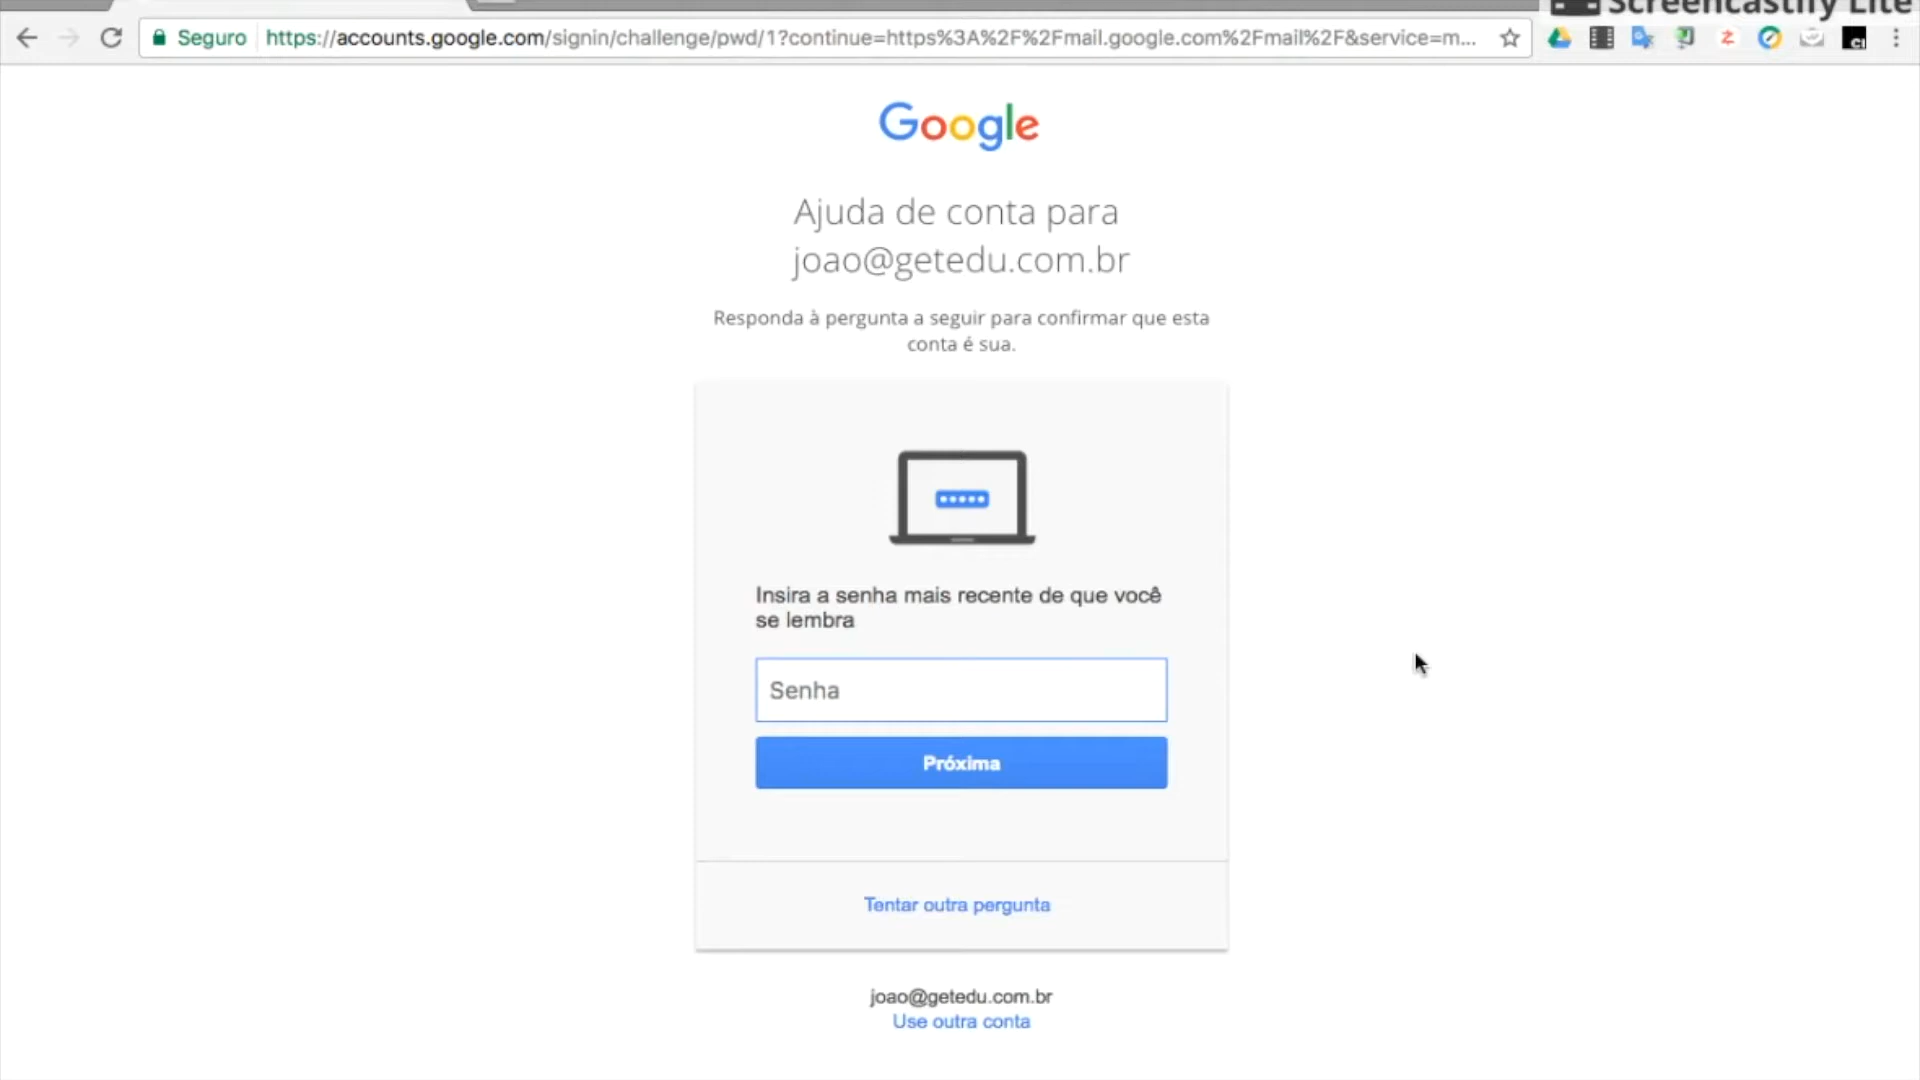 Screencastify Lite
Seguro https://accounts.google.com/signin/challenge/pwd/1?continue=https%3A%2F%2Fmail.google.com%2Fmail%2F&service=m...
Google
Ajuda de conta para
joao@getedu.com.br
Responda à pergunta a seguir para confirmar que esta
conta é sua.
Insira a senha mais recente de que você
se lembra
Senha
Próxima
Tentar outra pergunta
joao@getedu.com.br
Use outra conta